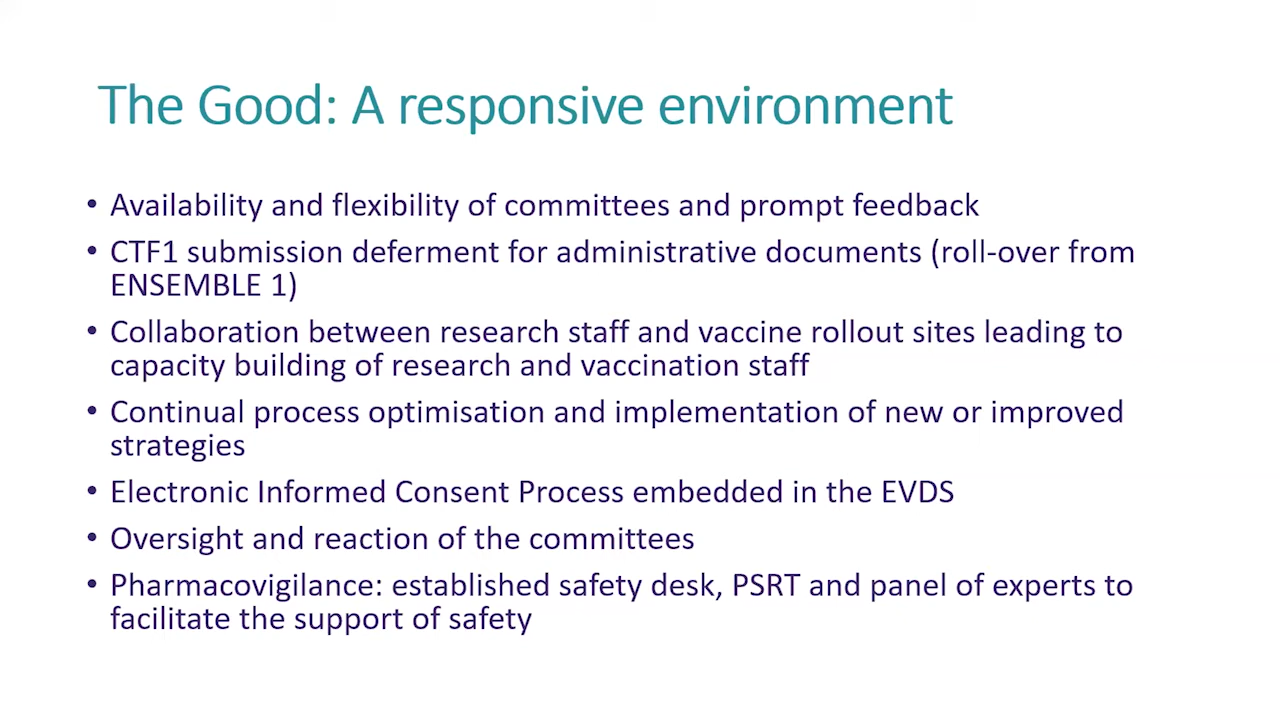 The Good: A responsive environment
• Availability and flexibility of committees and prompt feedback
• CTF1 submission deferment for administrative documents (roll-over from
ENSEMBLE 1)
• Collaboration between research staff and vaccine rollout sites leading to
capacity building of research and vaccination staff
• Continual process optimisation and implementation of new or improved
strategies
• Electronic Informed Consent Process embedded in the EVDS
• Oversight and reaction of the committees
• Pharmacovigilance: established safety desk, PSRT and panel of experts to
facilitate the support of safety